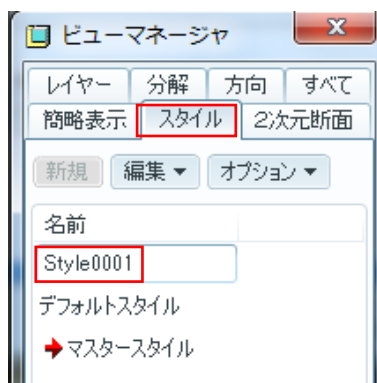 ビューマネージャ
レイヤー 分解 方向 すべて
簡略表示 スタイル 2次元断面
新規 編集 オプション
名前
Style0001
デフォルトスタイル
マスタースタイル